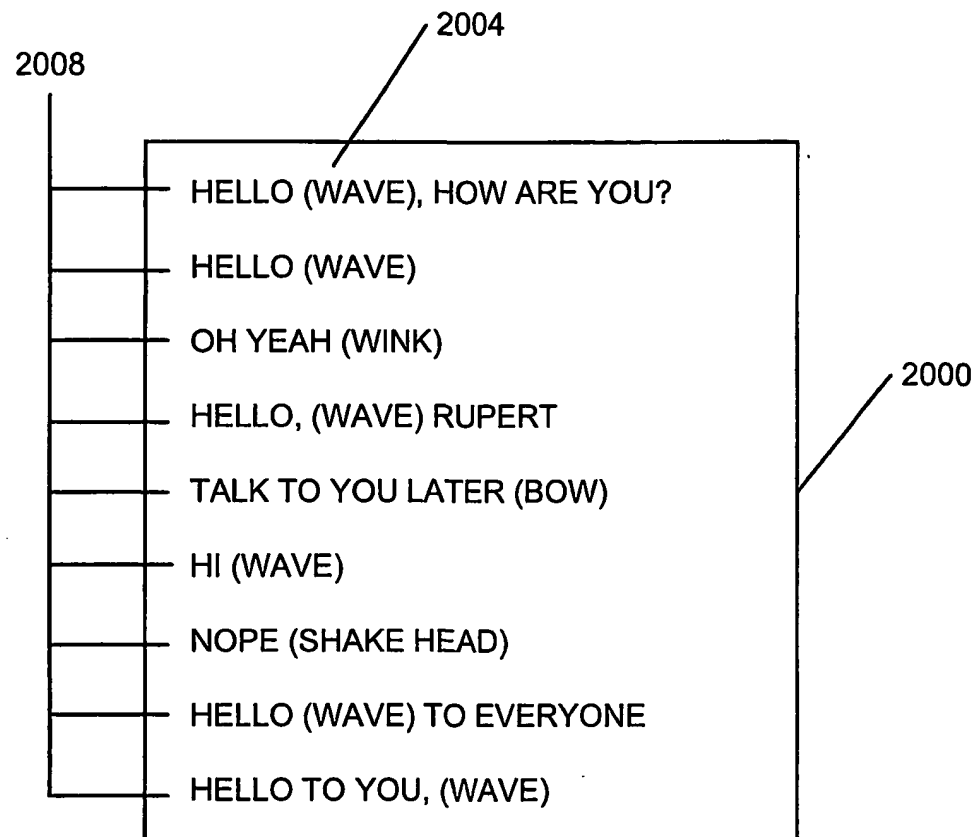 2004
2008
HELLO (WAVE), HOW ARE YOU?
HELLO (WAVE)
OH YEAH (WINK)
2000
HELLO, (WAVE) RUPERT
TALK TO YOU LATER (BOW)
HI (WAVE)
NOPE (SHAKE HEAD)
HELLO (WAVE) TO EVERYONE
HELLO TO YOU, (WAVE)